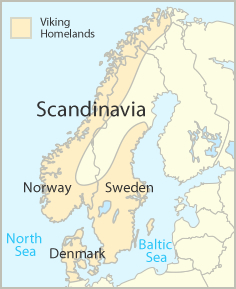 Viking
Homelands
Scandinavia
Norway
Sweden
North
Sea
Denmark
Baltic
Sea